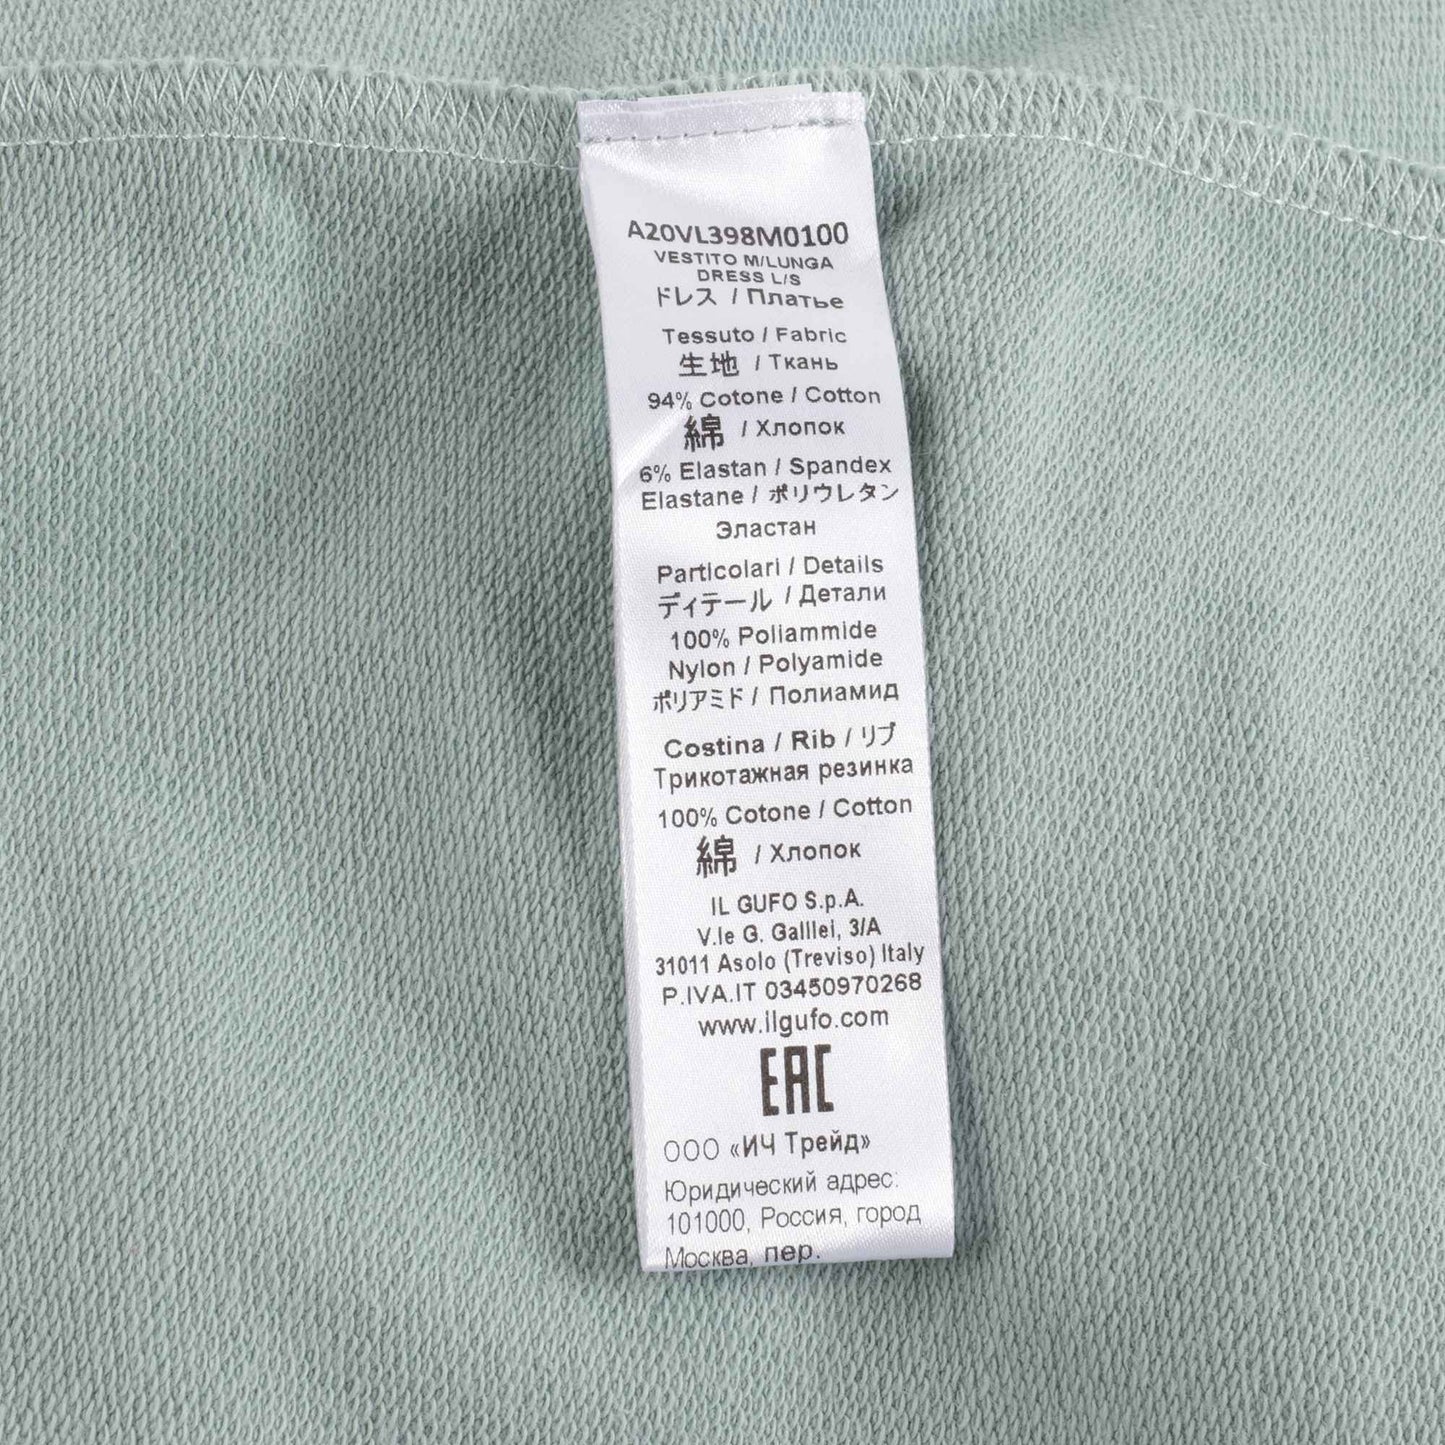 A20VL398M0100
VESTITO M/LUNGA
DRESS L/S
ドレス / Платье
Tessuto / Fabric
生地 / Ткань
94% Cotone / Cotton
綿 / Хлопок
6% Elastan / Spandex
Elastane / ポリウレタン
Эластан
Particolari / Details
ディテール / Детали
100% Poliammide
Nylon / Polyamide
ポリアミド / Полиамид
Costina / Rib / リブ
Трикотажная резинка
100% Cotone / Cotton
綿 / Хлопок
IL GUFO S.p.A.
V.le G. Galilei, 3/A
31011 Asolo (Treviso) Italy
P.IVA.IT 03450970268
www.ilgufo.com
EAC
ООО «ИЧ Трейд»
Юридический адрес:
101000, Россия, город
Москва, пер.